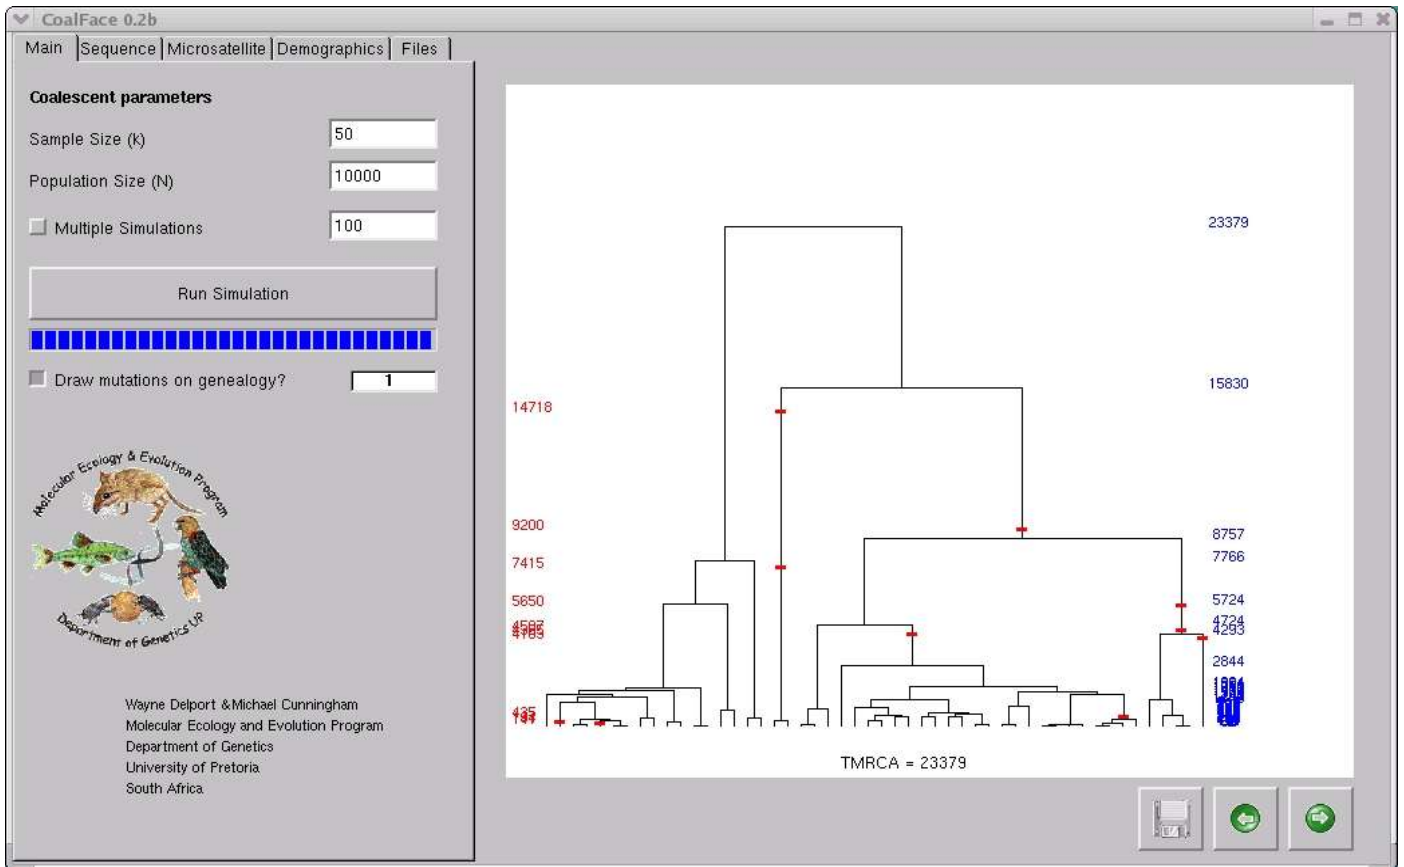 CoalFace 0.2b
Main Sequence Microsatellite Demographics Files
Coalescent parameters
Sample Size (k) 50
Population Size (N) 10000
Multiple Simulations 100
Run Simulation
Draw mutations on genealogy? 1
Molecular Ecology & Evolution Program
Department of Genetics UP
Wayne Delport & Michael Cunningham
Molecular Ecology and Evolution Program
Department of Genetics
University of Pretoria
South Africa
14718
9200
7415
5650
23379
15830
8757
7766
5724
4724
4293
2844
TMRCA = 23379